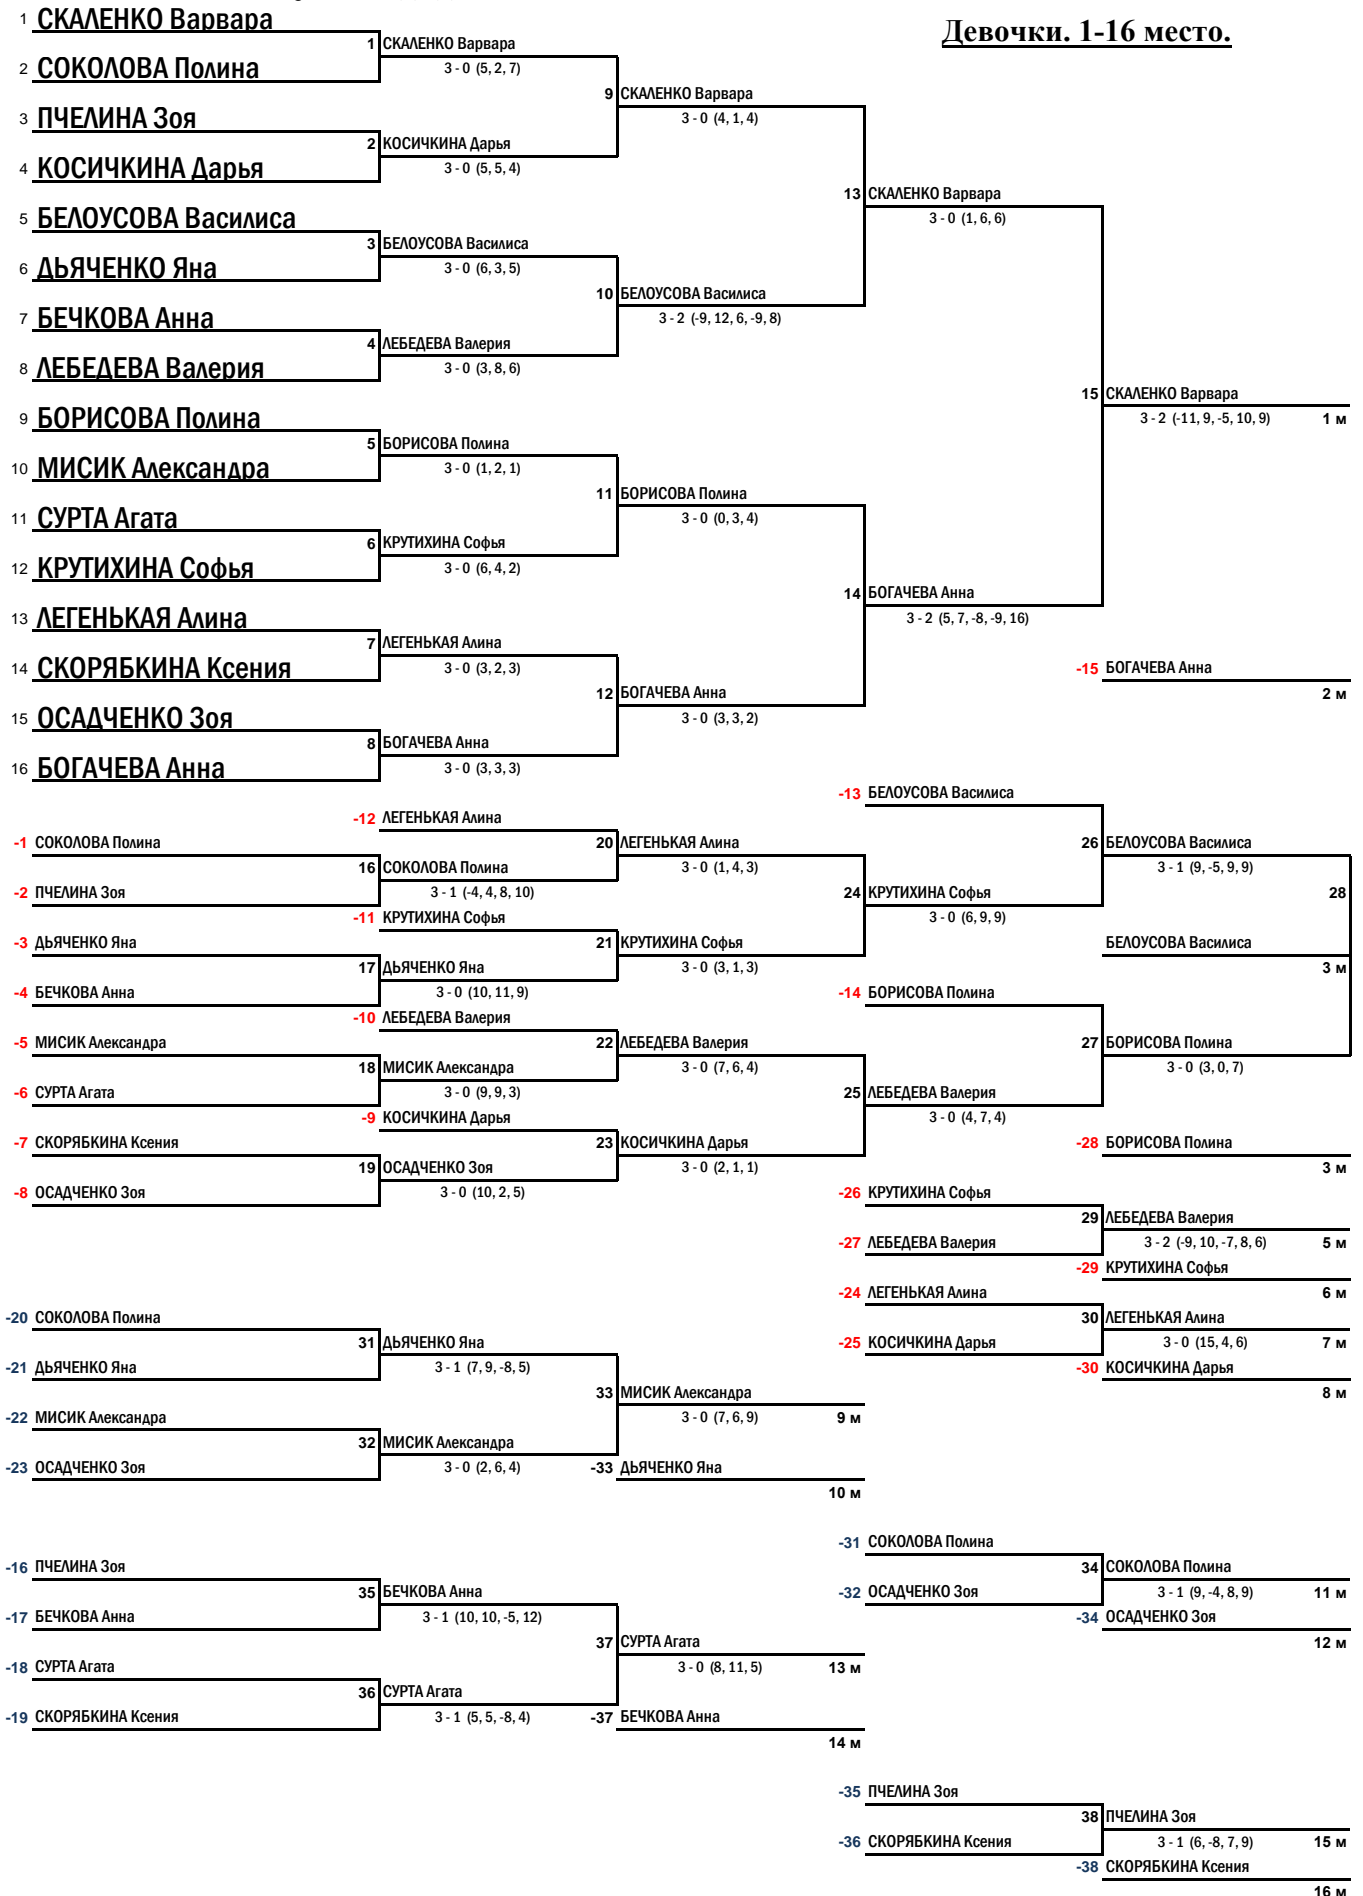 Девочки. 1-16 место.
1 СКАЛЕНКО Варвара
1 СКАЛЕНКО Варвара
2 СОКОЛОВА Полина
3 - 0 (5, 2, 7)
9 СКАЛЕНКО Варвара
3 ПЧЕЛИНА Зоя
3 - 0 (4, 1, 4)
2 КОСИЧКИНА Дарья
4 КОСИЧКИНА Дарья
3 - 0 (5, 5, 4)
13 СКАЛЕНКО Варвара
5 БЕЛОУСОВА Василиса
3 - 0 (1, 6, 6)
3 БЕЛОУСОВА Василиса
6 ДЬЯЧЕНКО Яна
3 - 0 (6, 3, 5)
10 БЕЛОУСОВА Василиса
7 БЕЧКОВА Анна
3 - 2 (-9, 12, 6, -9, 8)
4 ЛЕБЕДЕВА Валерия
8 ЛЕБЕДЕВА Валерия
3 - 0 (3, 8, 6)
15 СКАЛЕНКО Варвара
9 БОРИСОВА Полина
3 - 2 (-11, 9, -5, 10, 9) 1 м
5 БОРИСОВА Полина
10 МИСИК Александра
3 - 0 (1, 2, 1)
11 БОРИСОВА Полина
11 СУРТА Агата
3 - 0 (0, 3, 4)
6 КРУТИХИНА Софья
12 КРУТИХИНА Софья
3 - 0 (6, 4, 2)
14 БОГАЧЕВА Анна
13 ЛЕГЕНЬКАЯ Алина
3 - 2 (5, 7, -8, -9, 16)
7 ЛЕГЕНЬКАЯ Алина
14 СКОРЯБКИНА Ксения
3 - 0 (3, 2, 3)
-15 БОГАЧЕВА Анна
12 БОГАЧЕВА Анна
2 м
15 ОСАДЧЕНКО Зоя
3 - 0 (3, 3, 2)
8 БОГАЧЕВА Анна
16 БОГАЧЕВА Анна
3 - 0 (3, 3, 3)
-13 БЕЛОУСОВА Василиса
-12 ЛЕГЕНЬКАЯ Алина
-1 СОКОЛОВА Полина
20 ЛЕГЕНЬКАЯ Алина
26 БЕЛОУСОВА Василиса
16 СОКОЛОВА Полина
3 - 0 (1, 4, 3)
3 - 1 (9, -5, 9, 9)
-2 ПЧЕЛИНА Зоя
3 - 1 (-4, 4, 8, 10)
24 КРУТИХИНА Софья
28
-11 КРУТИХИНА Софья
3 - 0 (6, 9, 9)
-3 ДЬЯЧЕНКО Яна
21 КРУТИХИНА Софья
БЕЛОУСОВА Василиса
17 ДЬЯЧЕНКО Яна
3 - 0 (3, 1, 3)
3 м
-4 БЕЧКОВА Анна
3 - 0 (10, 11, 9)
-14 БОРИСОВА Полина
-10 ЛЕБЕДЕВА Валерия
-5 МИСИК Александра
22 ЛЕБЕДЕВА Валерия
27 БОРИСОВА Полина
18 МИСИК Александра
3 - 0 (7, 6, 4)
3 - 0 (3, 0, 7)
-6 СУРТА Агата
3 - 0 (9, 9, 3)
25 ЛЕБЕДЕВА Валерия
-9 КОСИЧКИНА Дарья
3 - 0 (4, 7, 4)
-7 СКОРЯБКИНА Ксения
23 КОСИЧКИНА Дарья
-28 БОРИСОВА Полина
19 ОСАДЧЕНКО Зоя
3 - 0 (2, 1, 1)
3 м
-8 ОСАДЧЕНКО Зоя
3 - 0 (10, 2, 5)
-26 КРУТИХИНА Софья
29 ЛЕБЕДЕВА Валерия
-27 ЛЕБЕДЕВА Валерия
3 - 2 (-9, 10, -7, 8, 6) 5 м
-29 КРУТИХИНА Софья
-24 ЛЕГЕНЬКАЯ Алина
6 м
-20 СОКОЛОВА Полина
30 ЛЕГЕНЬКАЯ Алина
31 ДЬЯЧЕНКО Яна
-25 КОСИЧКИНА Дарья
3 - 0 (15, 4, 6) 7 м
-21 ДЬЯЧЕНКО Яна
3 - 1 (7, 9, -8, 5)
-30 КОСИЧКИНА Дарья
33 МИСИК Александра
8 м
-22 МИСИК Александра
3 - 0 (7, 6, 9) 9 м
32 МИСИК Александра
-23 ОСАДЧЕНКО Зоя
3 - 0 (2, 6, 4)
-33 ДЬЯЧЕНКО Яна
10 м
-31 СОКОЛОВА Полина
-16 ПЧЕЛИНА Зоя
34 СОКОЛОВА Полина
35 БЕЧКОВА Анна
-32 ОСАДЧЕНКО Зоя
3 - 1 (9, -4, 8, 9) 11 м
-17 БЕЧКОВА Анна
3 - 1 (10, 10, -5, 12)
-34 ОСАДЧЕНКО Зоя
37 СУРТА Агата
12 м
-18 СУРТА Агата
3 - 0 (8, 11, 5) 13 м
36 СУРТА Агата
-19 СКОРЯБКИНА Ксения
3 - 1 (5, 5, -8, 4)
-37 БЕЧКОВА Анна
14 м
-35 ПЧЕЛИНА Зоя
38 ПЧЕЛИНА Зоя
-36 СКОРЯБКИНА Ксения
3 - 1 (6, -8, 7, 9) 15 м
-38 СКОРЯБКИНА Ксения
16 м